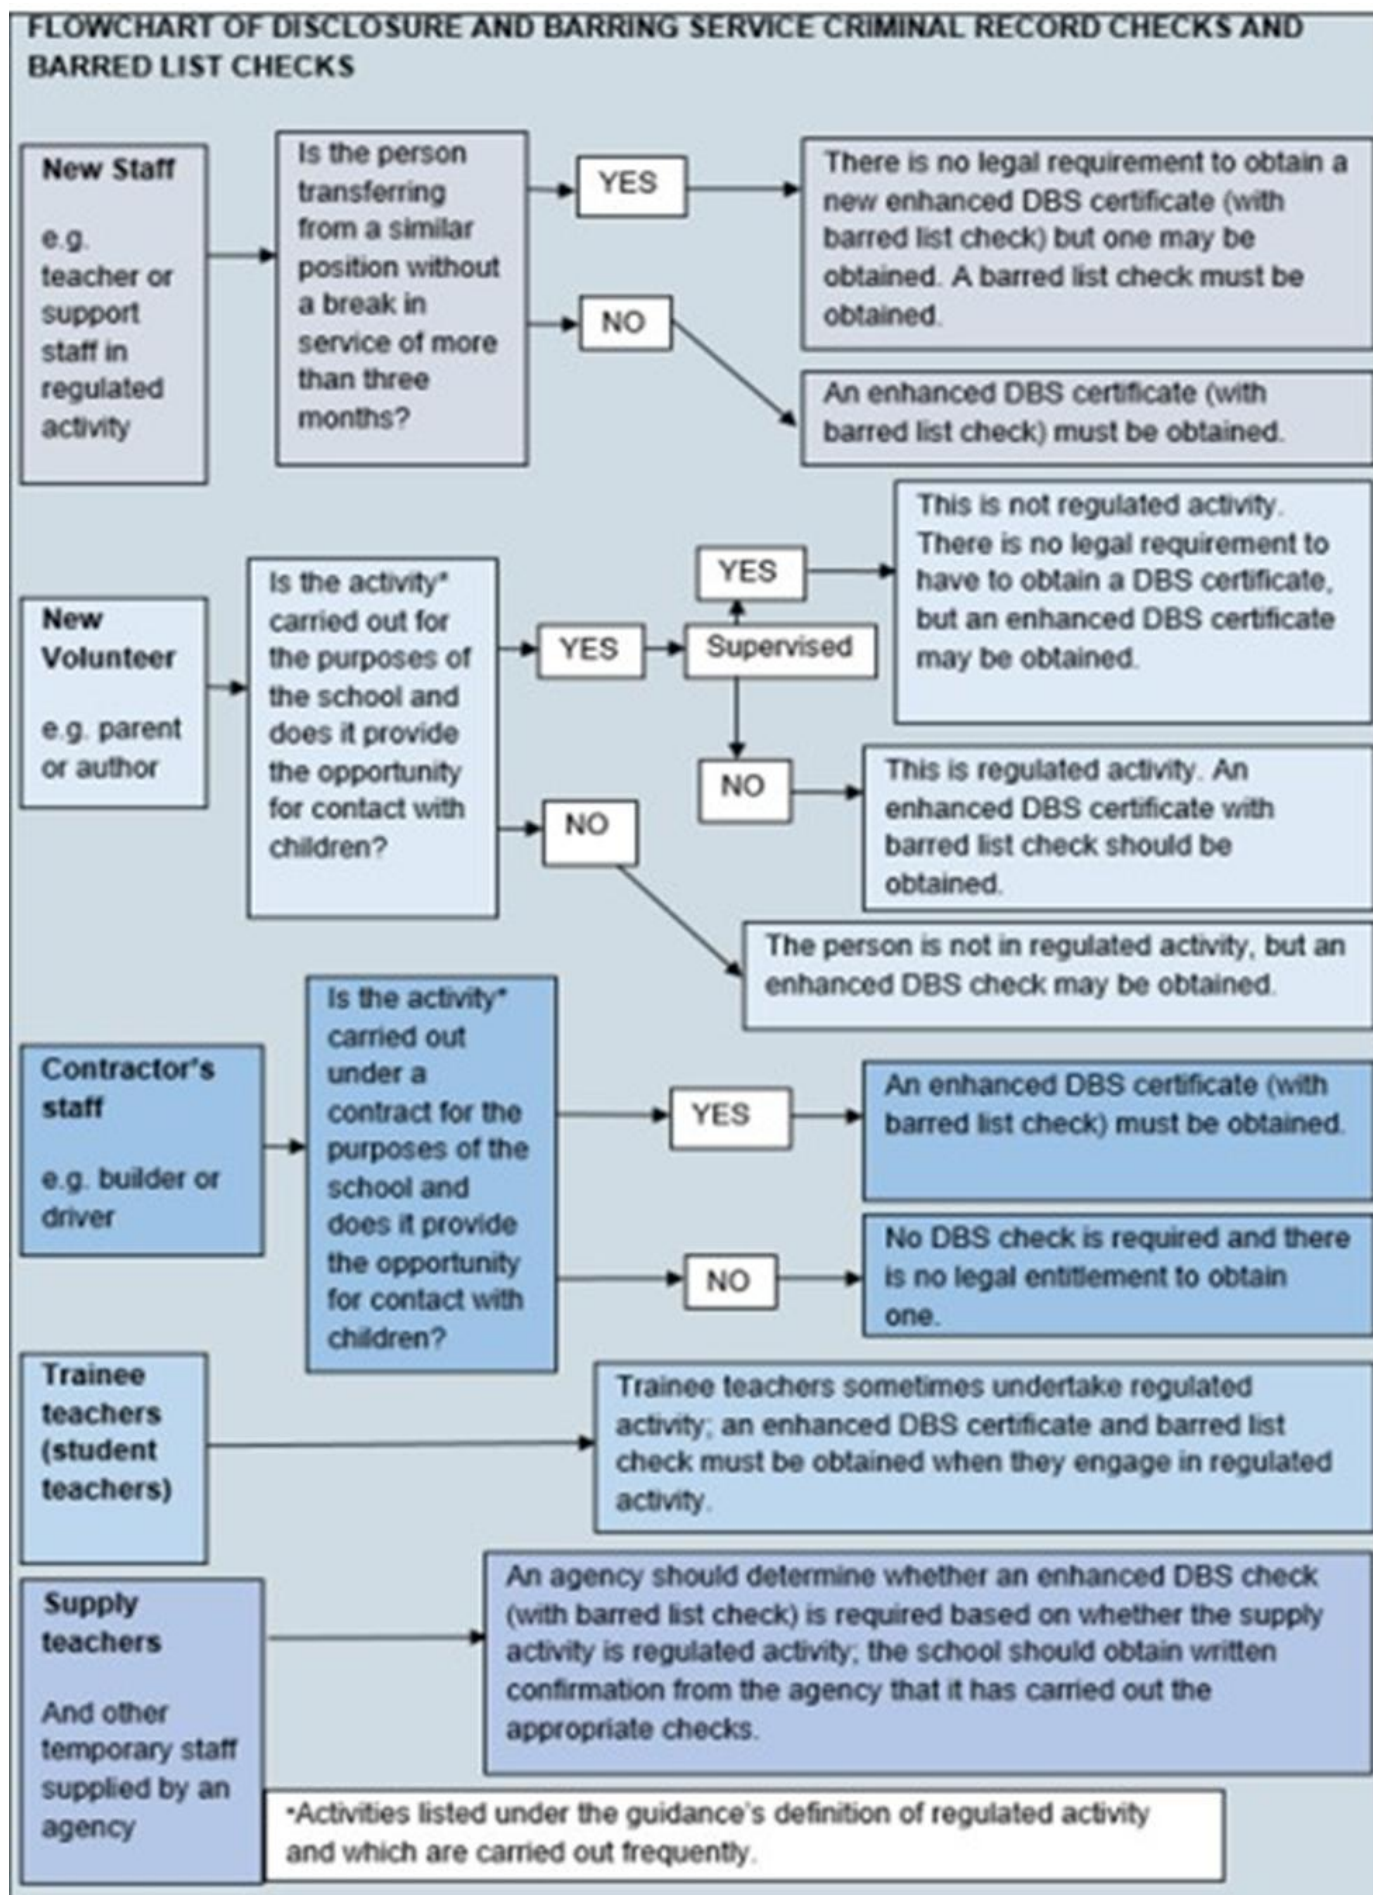 FLOWCHART OF DISCLOSURE AND BARRING SERVICE CRIMINAL RECORD CHECKS AND
BARRED LIST CHECKS
New Staff
e.g.
teacher or
support
staff in
regulated
activity
Is the person
transferring
from a similar
position without
a break in
service of more
than three
months?
YES
There is no legal requirement to obtain a
new enhanced DBS certificate (with
barred list check) but one may be
obtained. A barred list check must be
obtained.
NO
An enhanced DBS certificate (with
barred list check) must be obtained.
New
Volunteer
e.g. parent
or author
Is the activity*
carried out for
the purposes of
the school and
does it provide
the opportunity
for contact with
children?
YES
Supervised
YES
This is not regulated activity.
There is no legal requirement to
have to obtain a DBS certificate,
but an enhanced DBS certificate
may be obtained.
NO
This is regulated activity. An
enhanced DBS certificate with
barred list check should be
obtained.
NO
The person is not in regulated activity, but an
enhanced DBS check may be obtained.
Contractor's
staff
e.g. builder or
driver
Is the activity*
carried out
under a
contract for the
purposes of the
school and
does it provide
the opportunity
for contact with
children?
YES
An enhanced DBS certificate (with
barred list check) must be obtained.
NO
No DBS check is required and there
is no legal entitlement to obtain
one.
Trainee
teachers
(student
teachers)
Trainee teachers sometimes undertake regulated
activity; an enhanced DBS certificate and barred list
check must be obtained when they engage in regulated
activity.
Supply
teachers
And other
temporary staff
supplied by an
agency
An agency should determine whether an enhanced DBS check
(with barred list check) is required based on whether the supply
activity is regulated activity; the school should obtain written
confirmation from the agency that it has carried out the
appropriate checks.
*Activities listed under the guidance's definition of regulated activity
and which are carried out frequently.